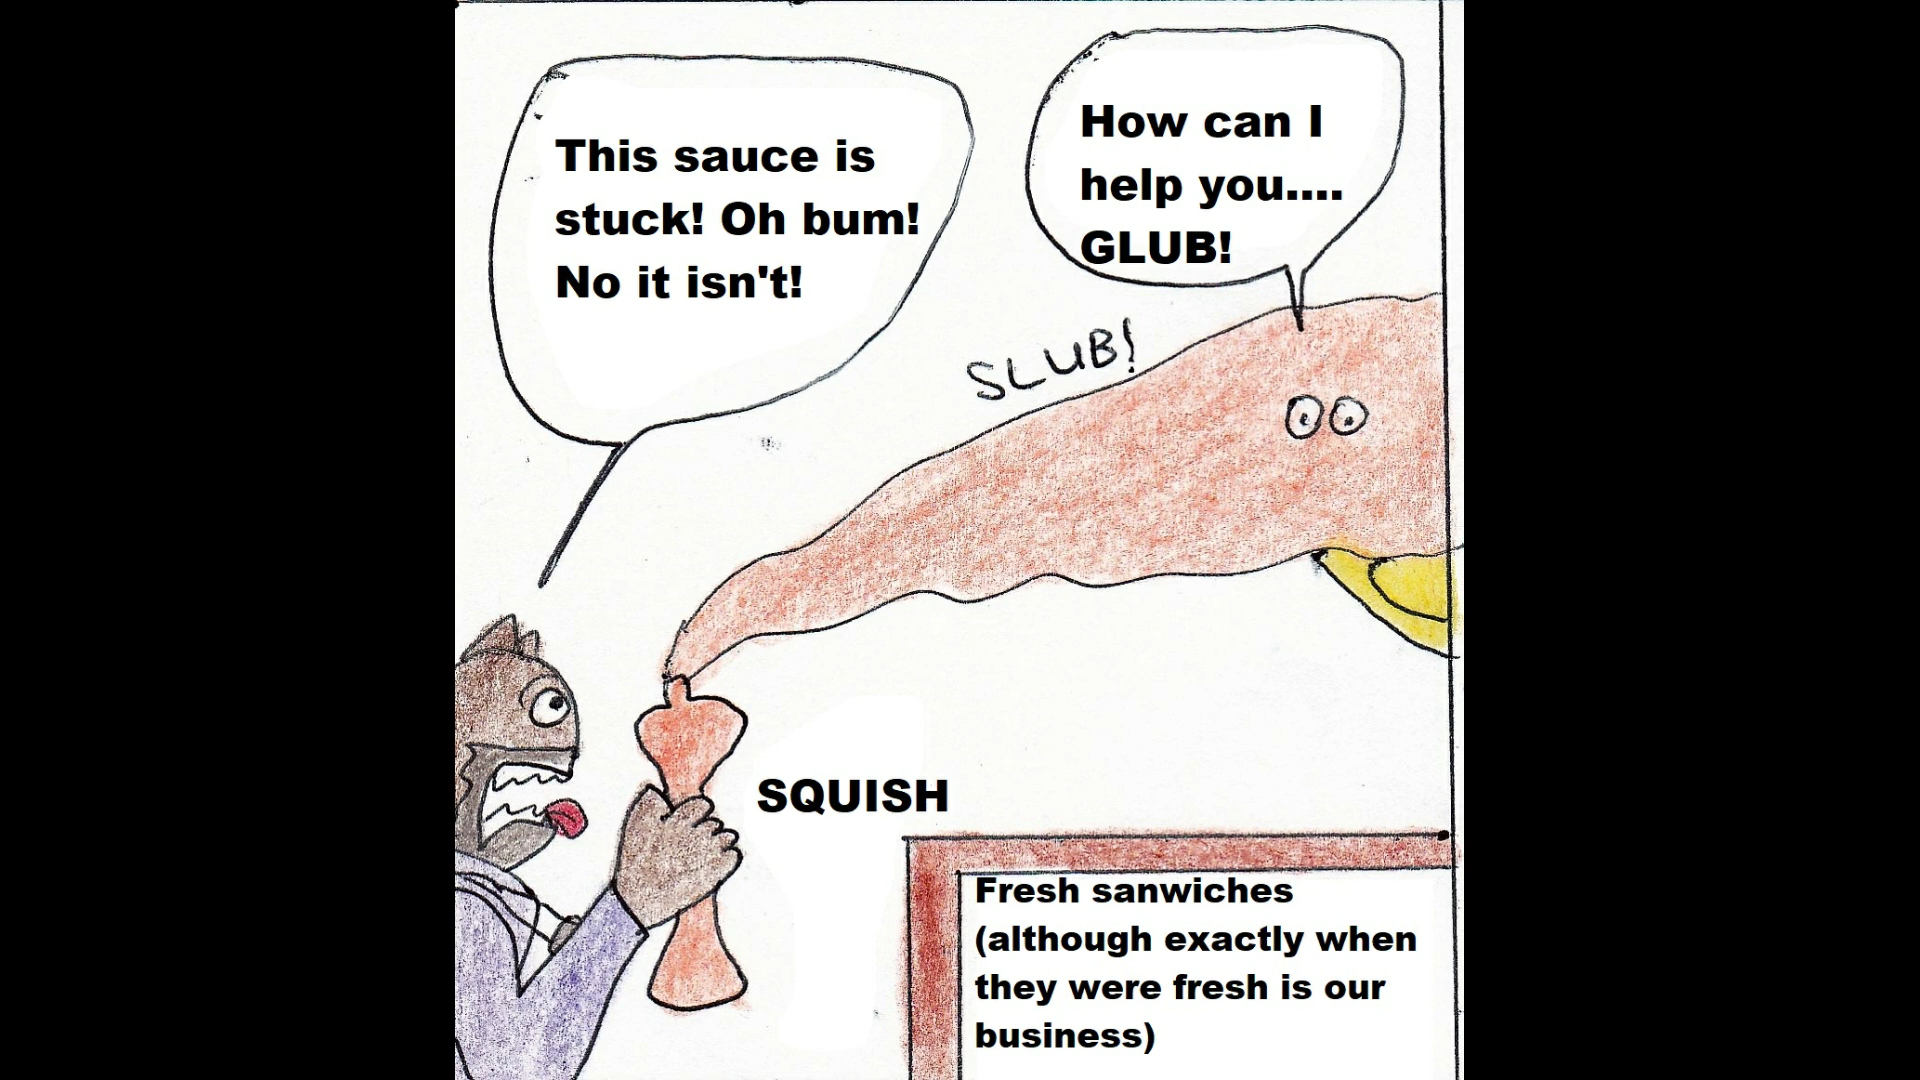 This sauce is
stuck! Oh bum!
No it isn't!
How can I
help you....
GLUB!
SLUB!
SQUISH
Fresh sanwiches
(although exactly when
they were fresh is our
business)